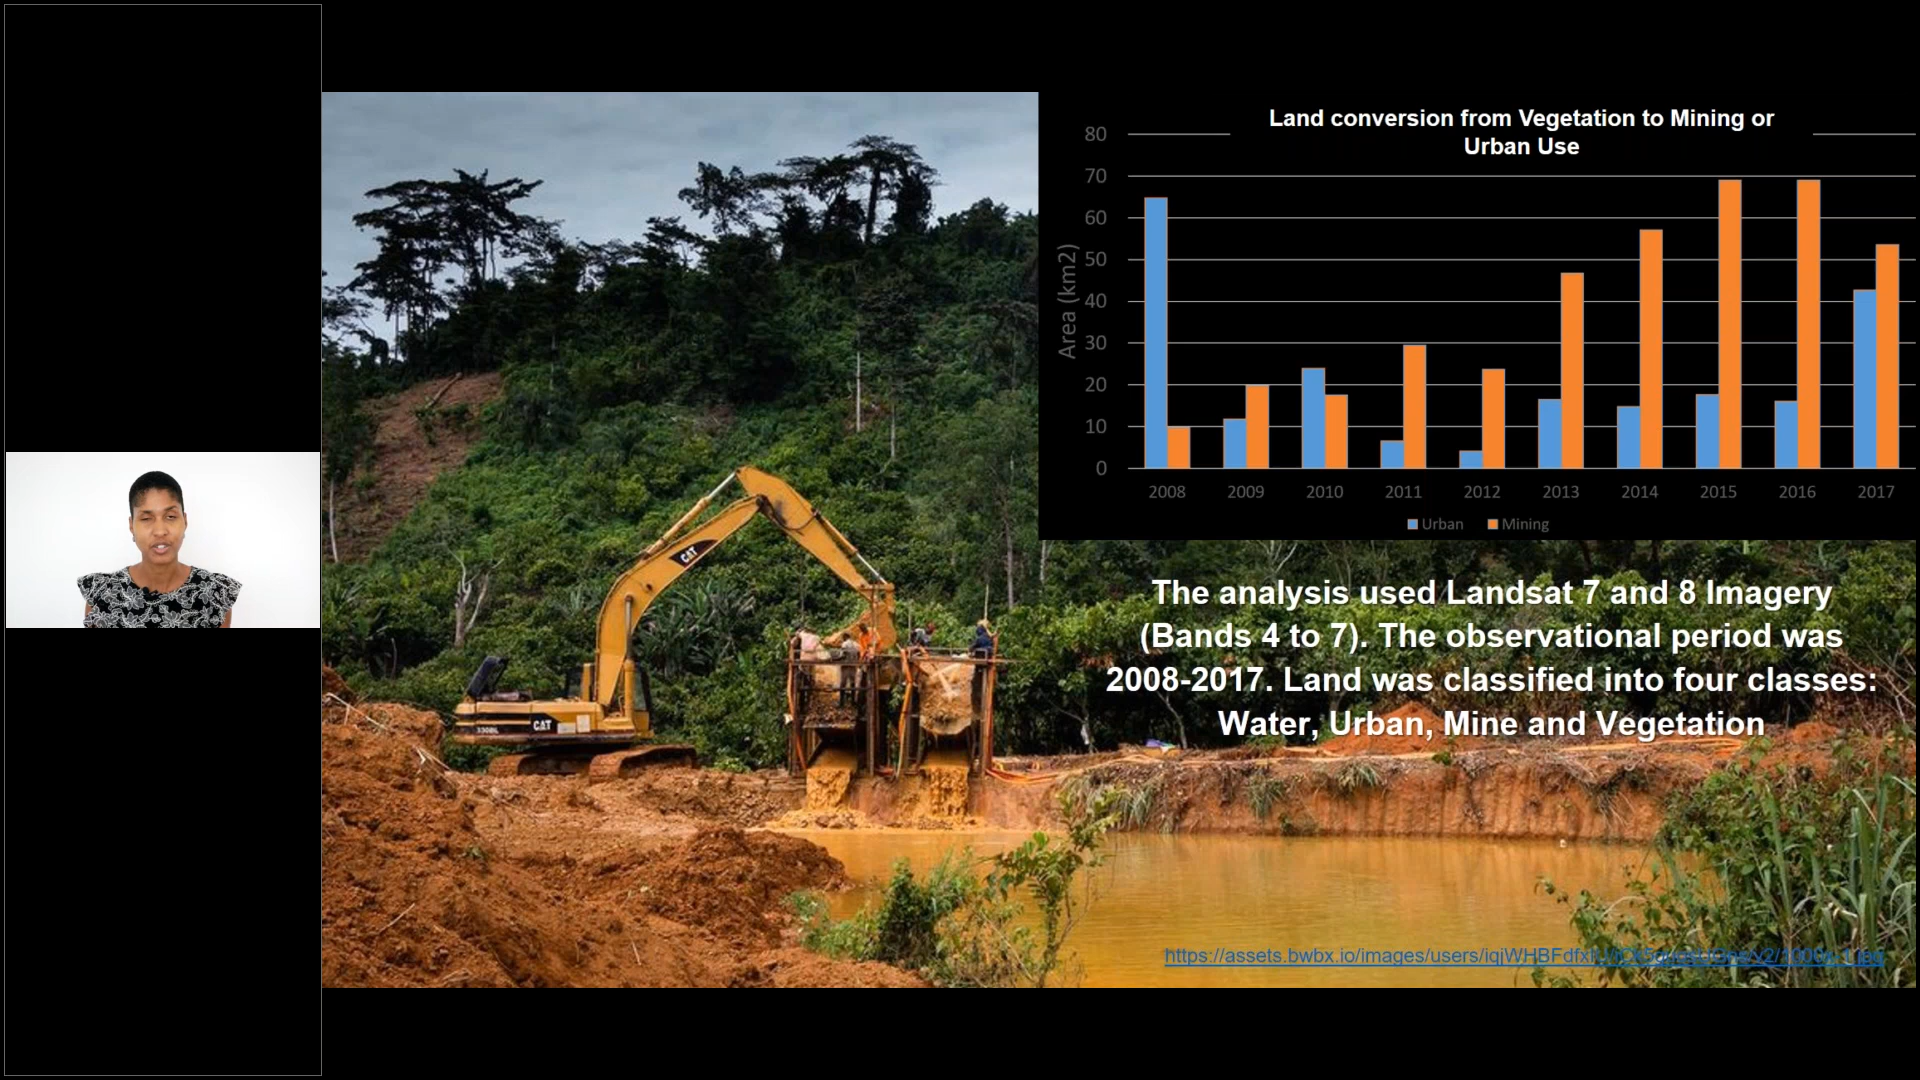 Land conversion from Vegetation to Mining or
Urban Use
80
70
60
50
40
30
20
10
0
Area (km2)
2008 2009 2010 2011 2012 2013 2014 2015 2016 2017
Urban Mining
The analysis used Landsat 7 and 8 Imagery
(Bands 4 to 7). The observational period was
2008-2017. Land was classified into four classes:
Water, Urban, Mine and Vegetation
CAT
CAT
330BL